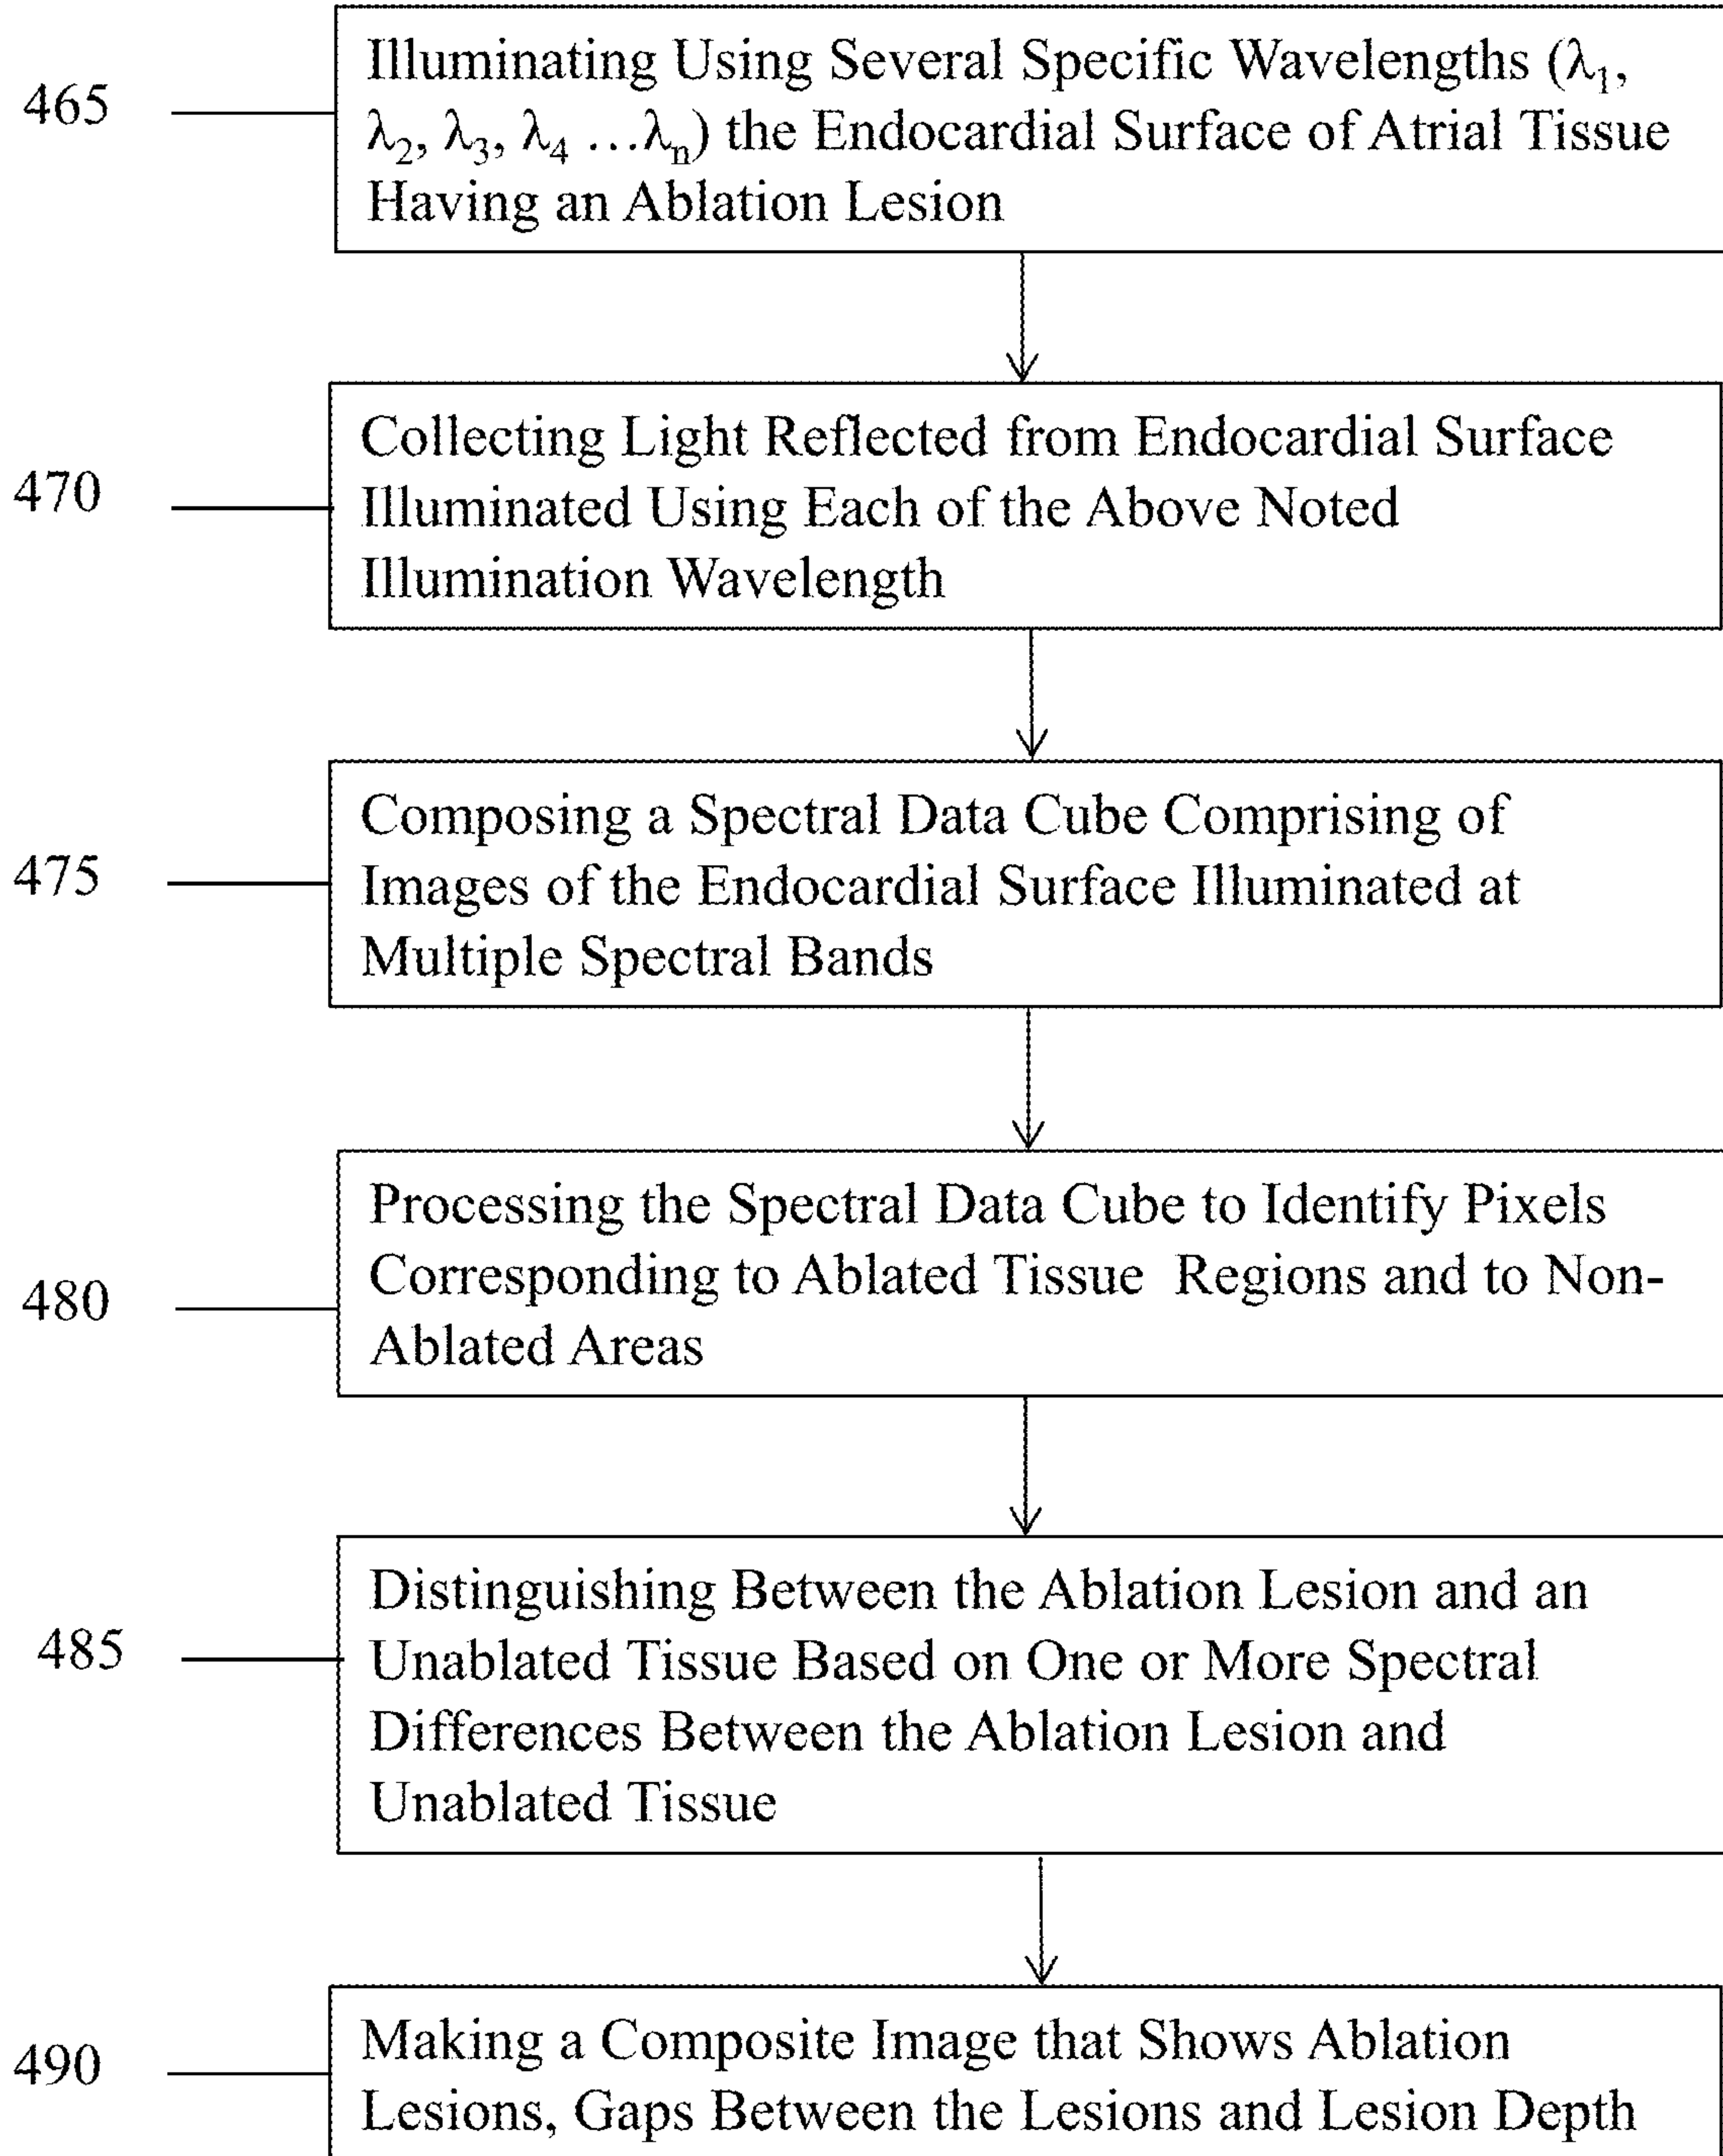 465
Illuminating Using Several Specific Wavelengths (λ₁,
λ₂, λ₃, λ₄ …λₙ) the Endocardial Surface of Atrial Tissue
Having an Ablation Lesion
470
Collecting Light Reflected from Endocardial Surface
Illuminated Using Each of the Above Noted
Illumination Wavelength
475
Composing a Spectral Data Cube Comprising of
Images of the Endocardial Surface Illuminated at
Multiple Spectral Bands
480
Processing the Spectral Data Cube to Identify Pixels
Corresponding to Ablated Tissue Regions and to Non-
Ablated Areas
485
Distinguishing Between the Ablation Lesion and an
Unablated Tissue Based on One or More Spectral
Differences Between the Ablation Lesion and
Unablated Tissue
490
Making a Composite Image that Shows Ablation
Lesions, Gaps Between the Lesions and Lesion Depth